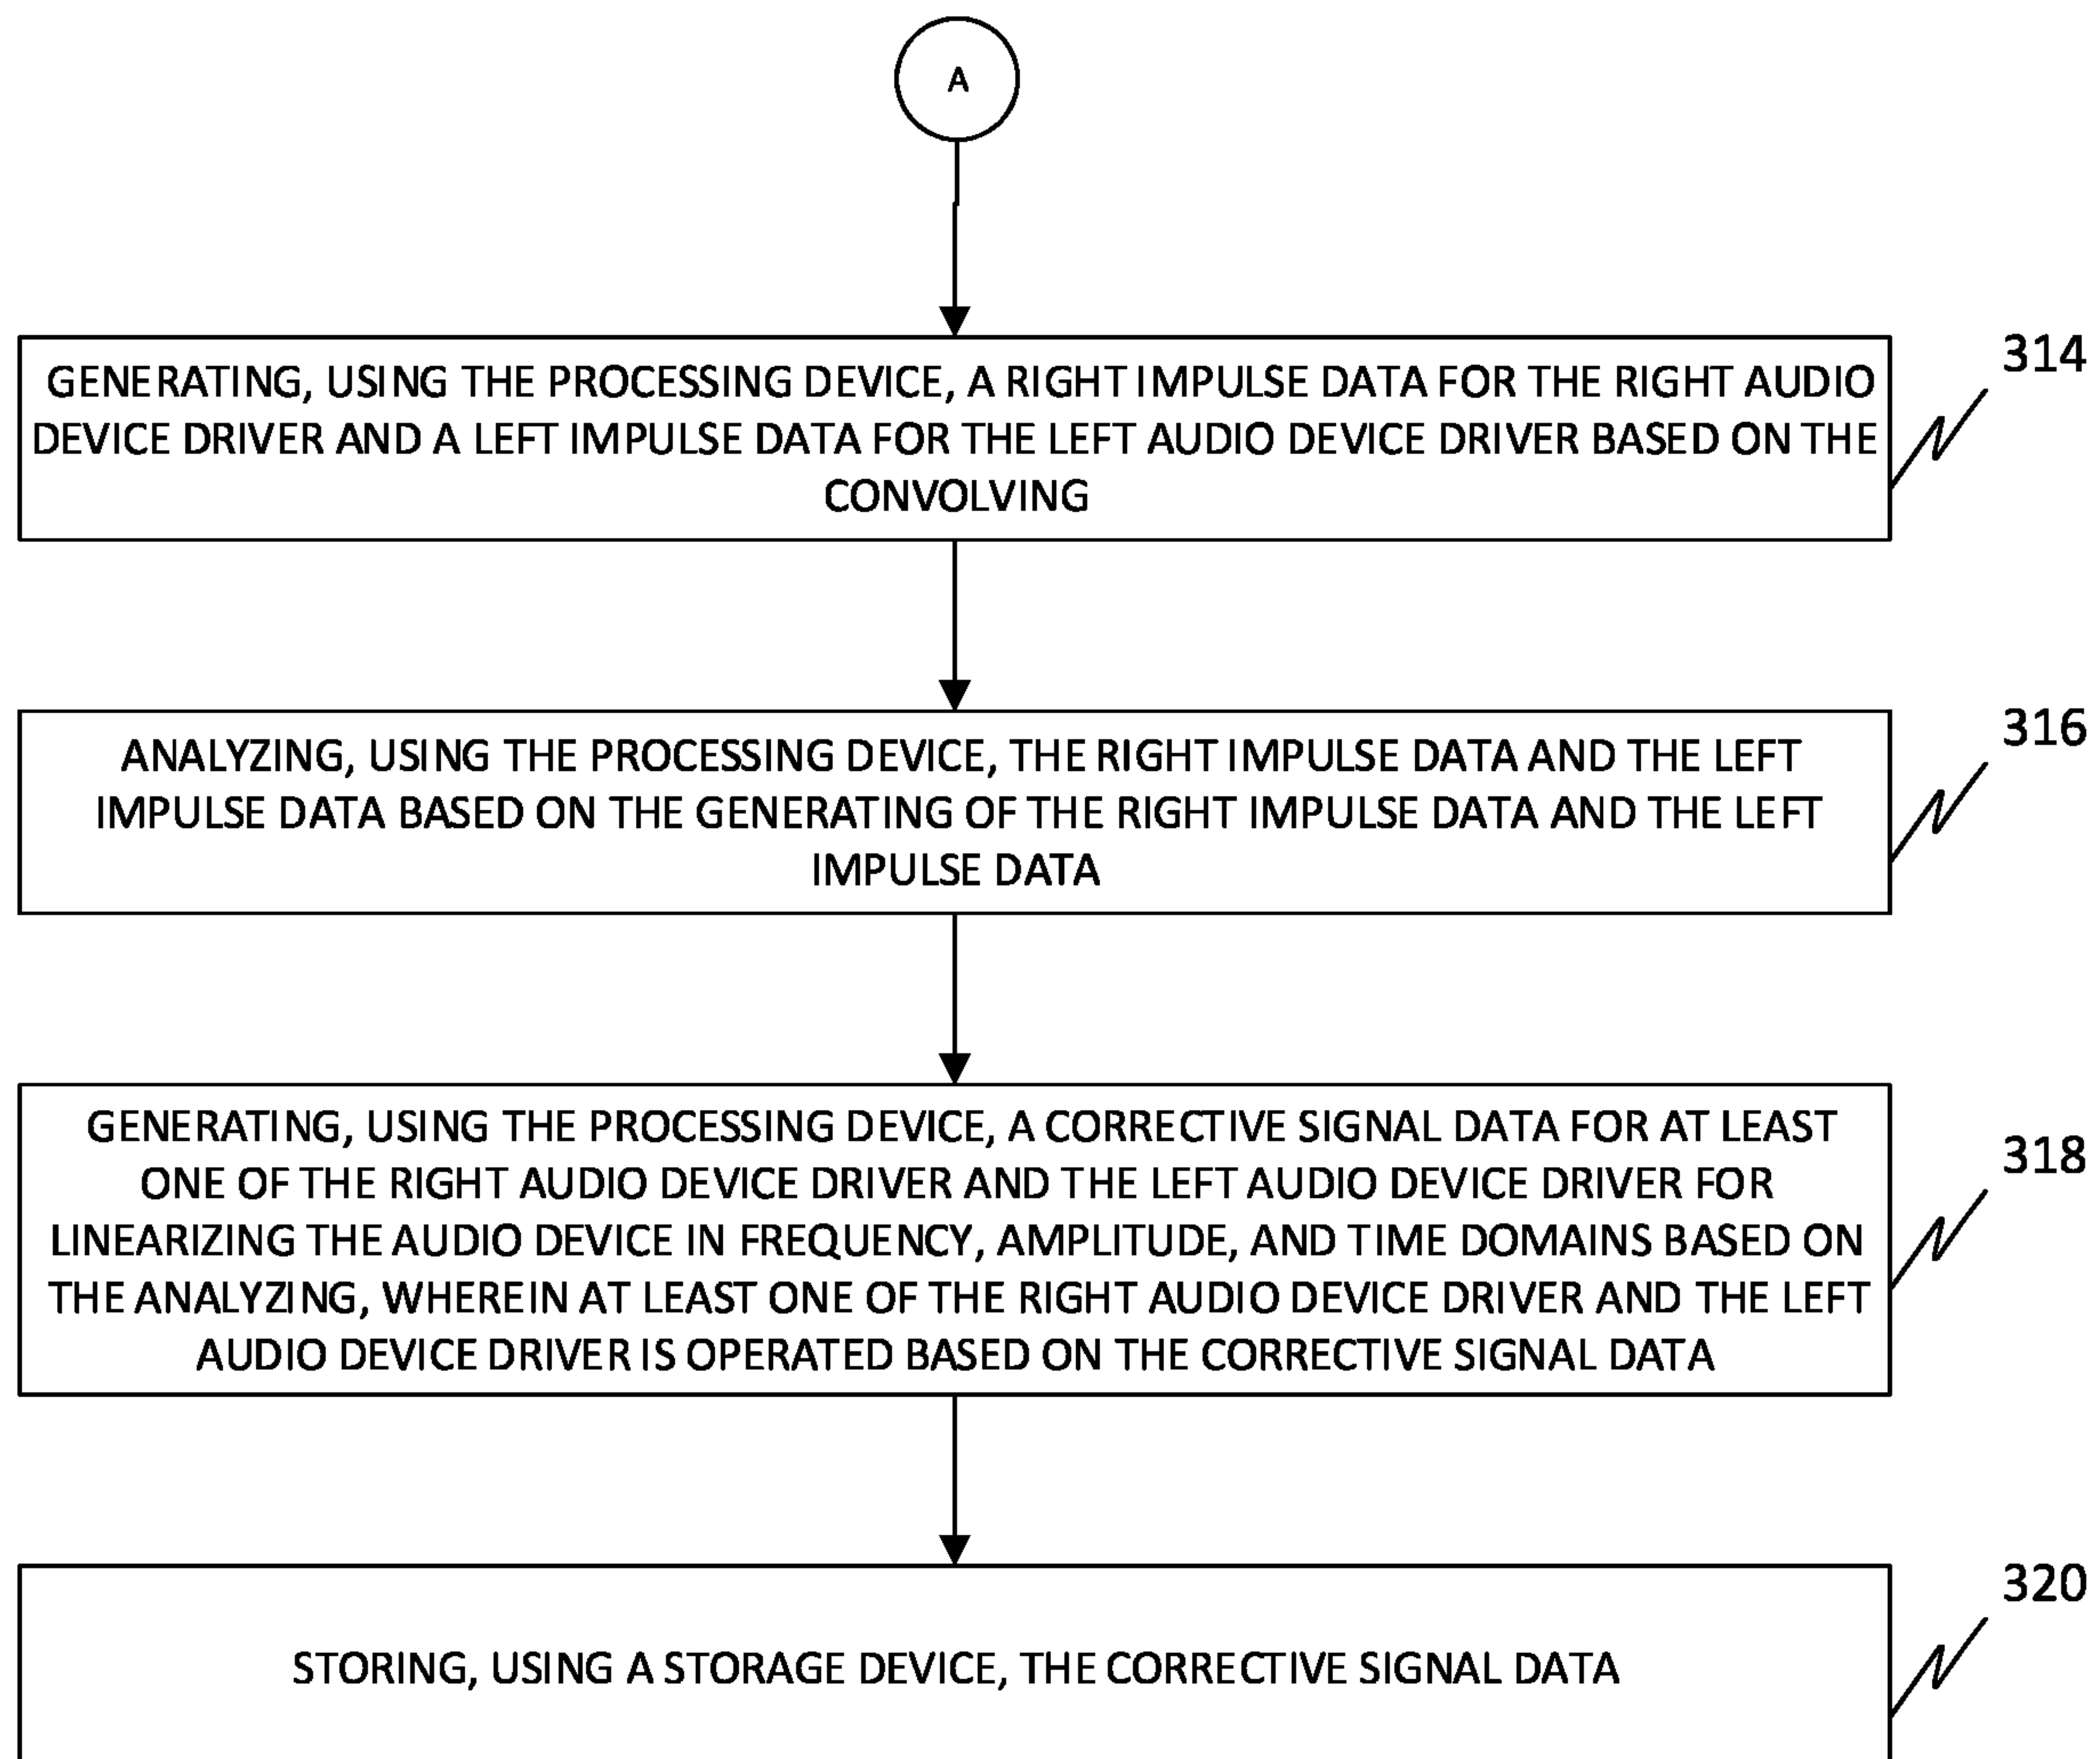 A
GENERATING, USING THE PROCESSING DEVICE, A RIGHT IMPULSE DATA FOR THE RIGHT AUDIO
DEVICE DRIVER AND A LEFT IMPULSE DATA FOR THE LEFT AUDIO DEVICE DRIVER BASED ON THE
CONVOLVING
314
ANALYZING, USING THE PROCESSING DEVICE, THE RIGHT IMPULSE DATA AND THE LEFT
IMPULSE DATA BASED ON THE GENERATING OF THE RIGHT IMPULSE DATA AND THE LEFT
IMPULSE DATA
316
GENERATING, USING THE PROCESSING DEVICE, A CORRECTIVE SIGNAL DATA FOR AT LEAST
ONE OF THE RIGHT AUDIO DEVICE DRIVER AND THE LEFT AUDIO DEVICE DRIVER FOR
LINEARIZING THE AUDIO DEVICE IN FREQUENCY, AMPLITUDE, AND TIME DOMAINS BASED ON
THE ANALYZING, WHEREIN AT LEAST ONE OF THE RIGHT AUDIO DEVICE DRIVER AND THE LEFT
AUDIO DEVICE DRIVER IS OPERATED BASED ON THE CORRECTIVE SIGNAL DATA
318
STORING, USING A STORAGE DEVICE, THE CORRECTIVE SIGNAL DATA
320